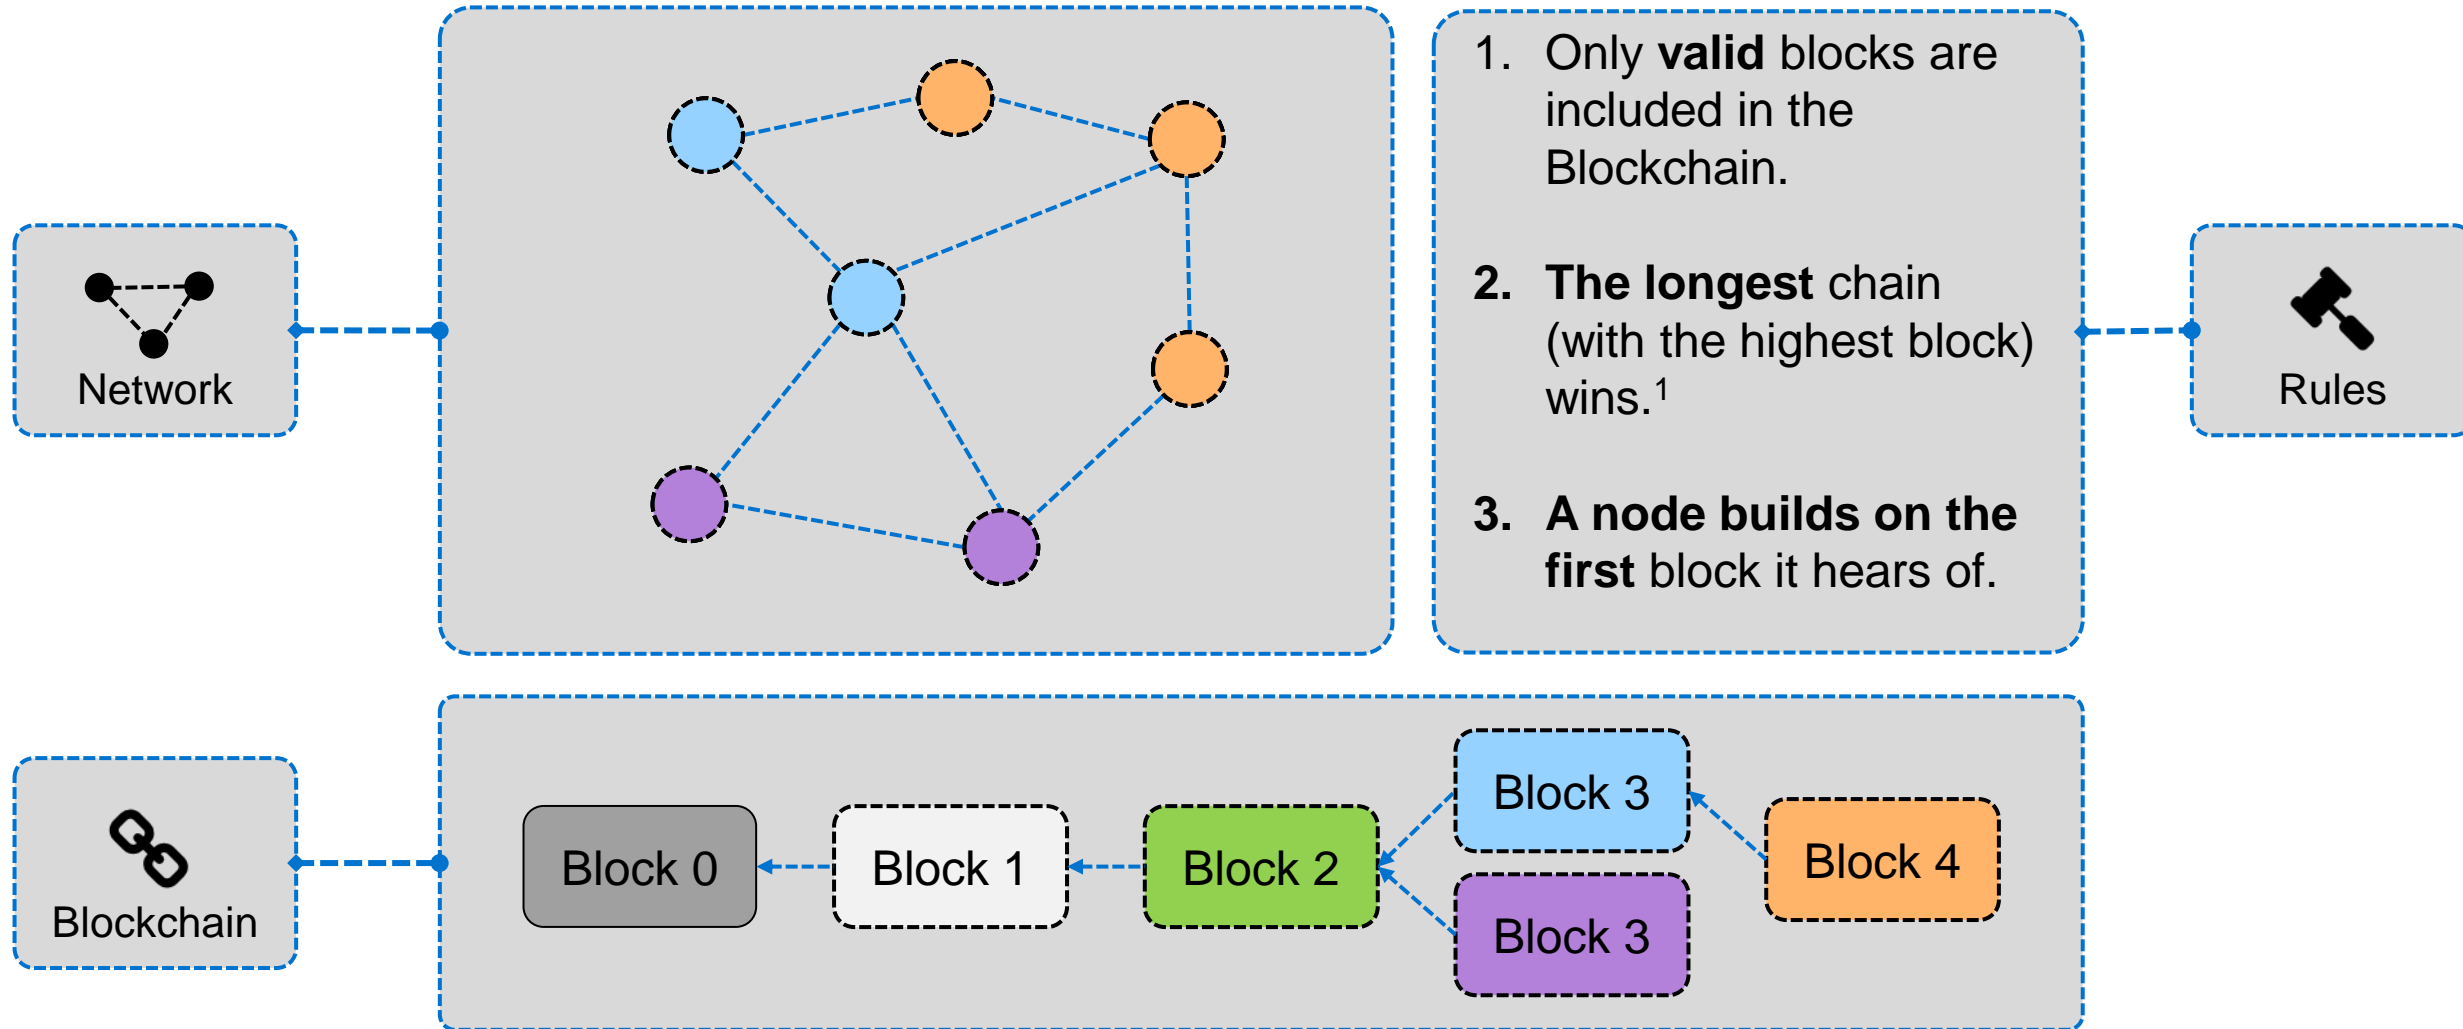 Network
1. Only valid blocks are
included in the
Blockchain.
2. The longest chain
(with the highest block)
wins.¹
3. A node builds on the
first block it hears of.
Rules
Blockchain
Block 0
Block 1
Block 2
Block 3
Block 3
Block 4